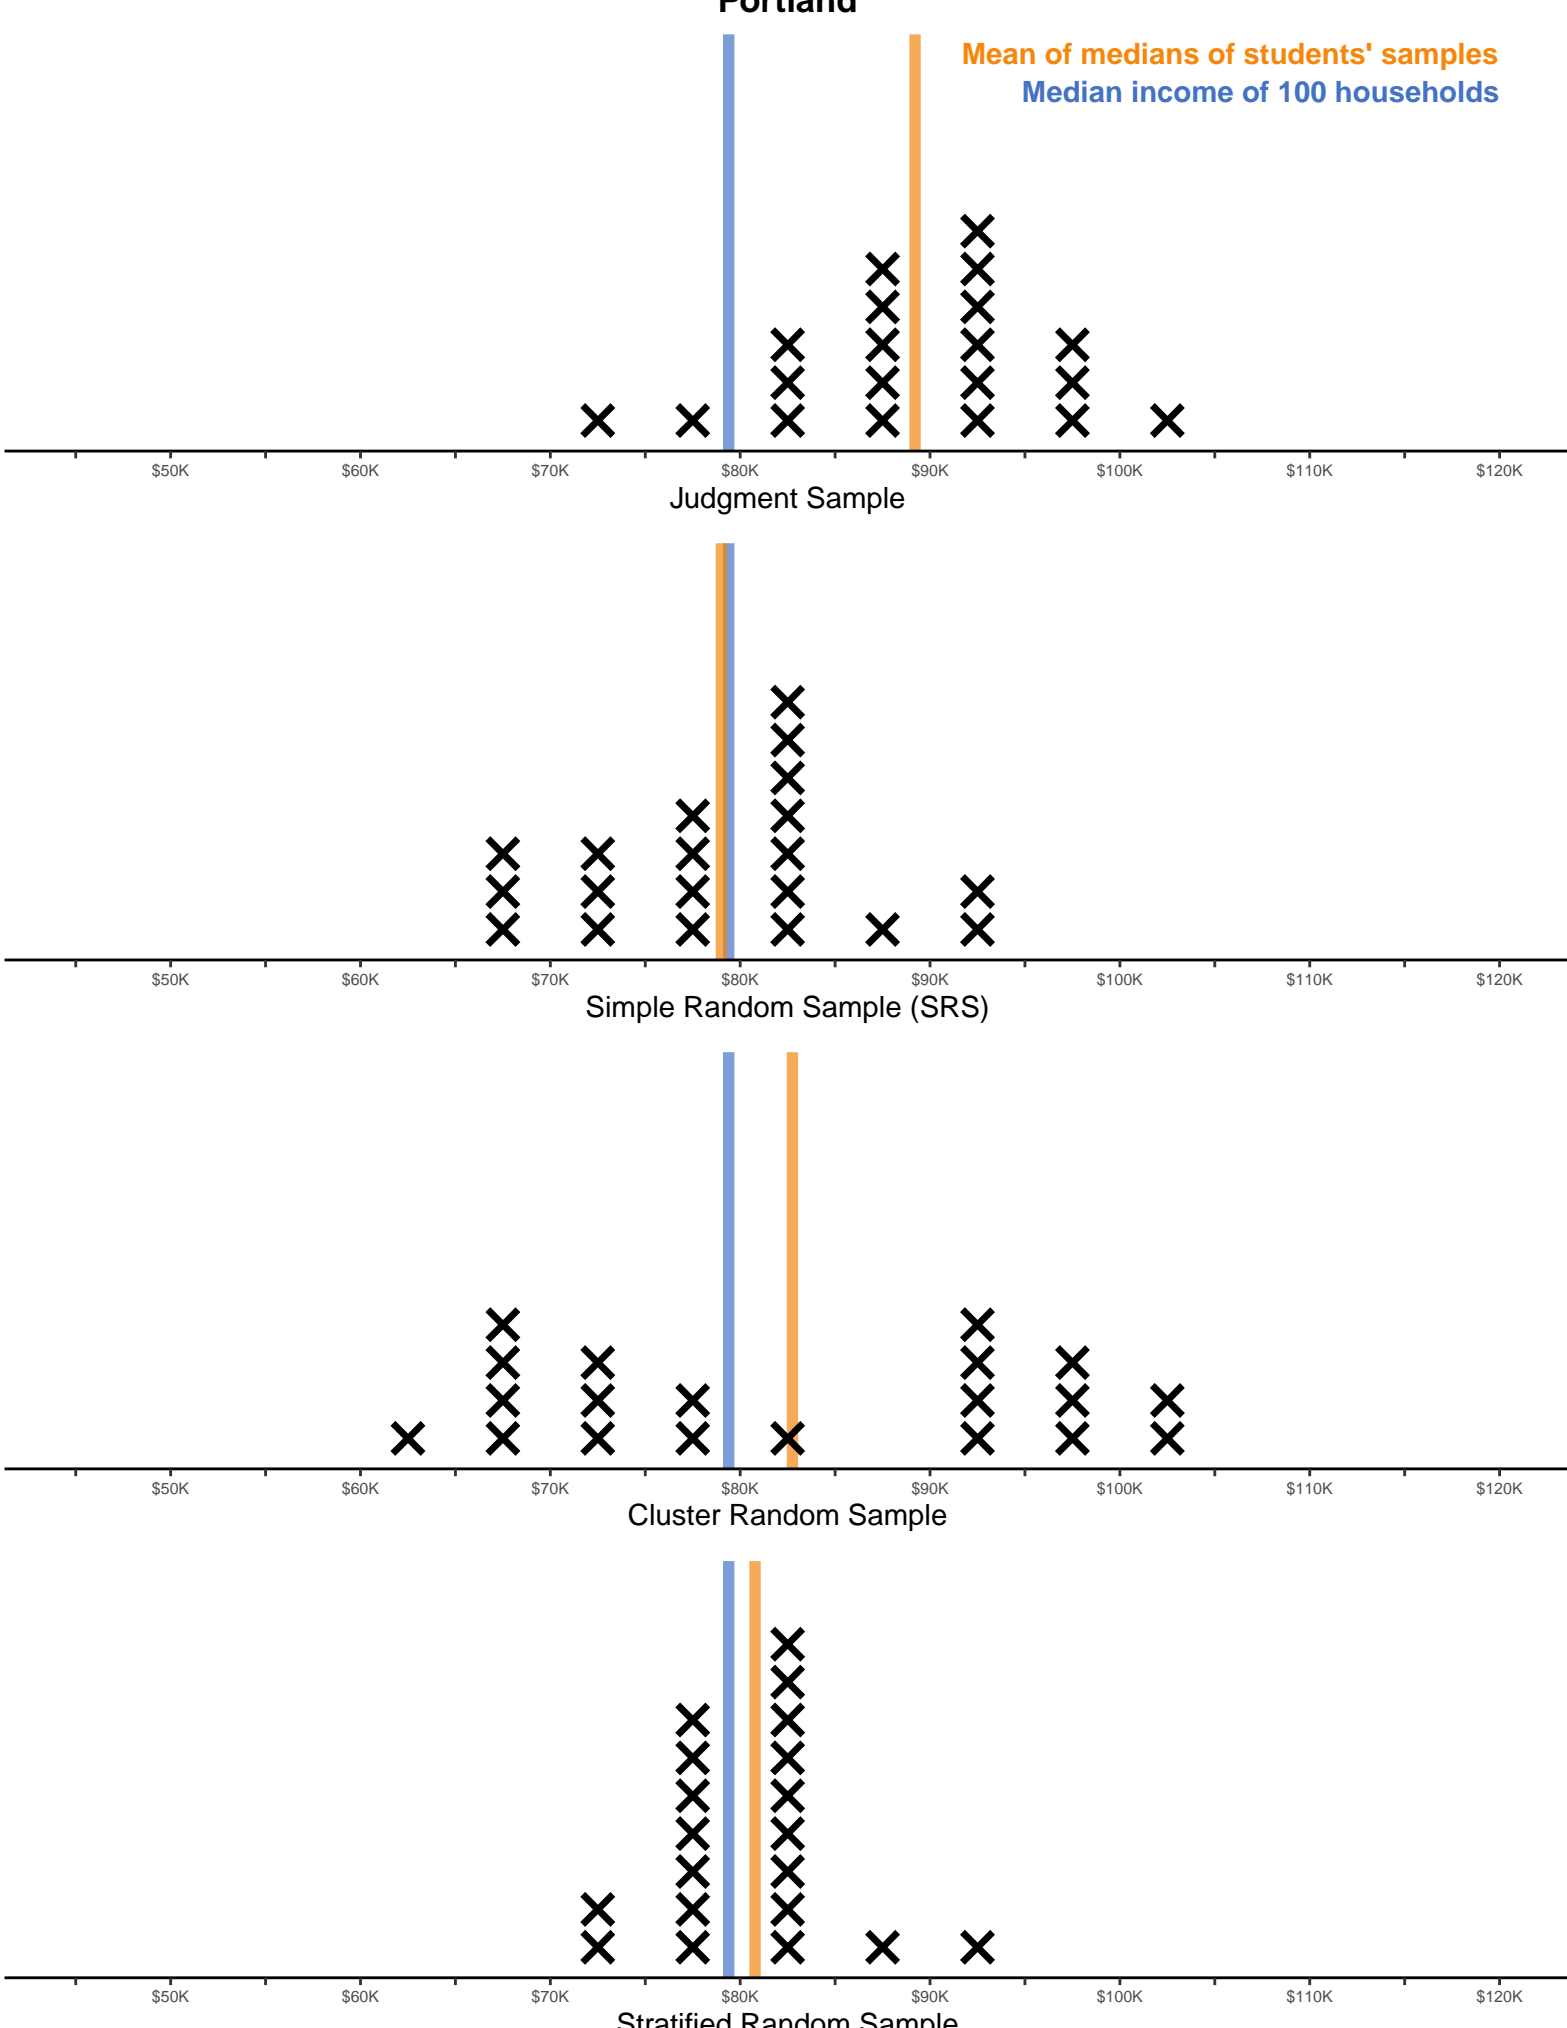 Portland
Mean of medians of students' samples
Median income of 100 households
$50K $60K $70K $80K $90K $100K $110K $120K
Judgment Sample
$50K $60K $70K $80K $90K $100K $110K $120K
Simple Random Sample (SRS)
$50K $60K $70K $80K $90K $100K $110K $120K
Cluster Random Sample
$50K $60K $70K $80K $90K $100K $110K $120K
Stratified Random Sample